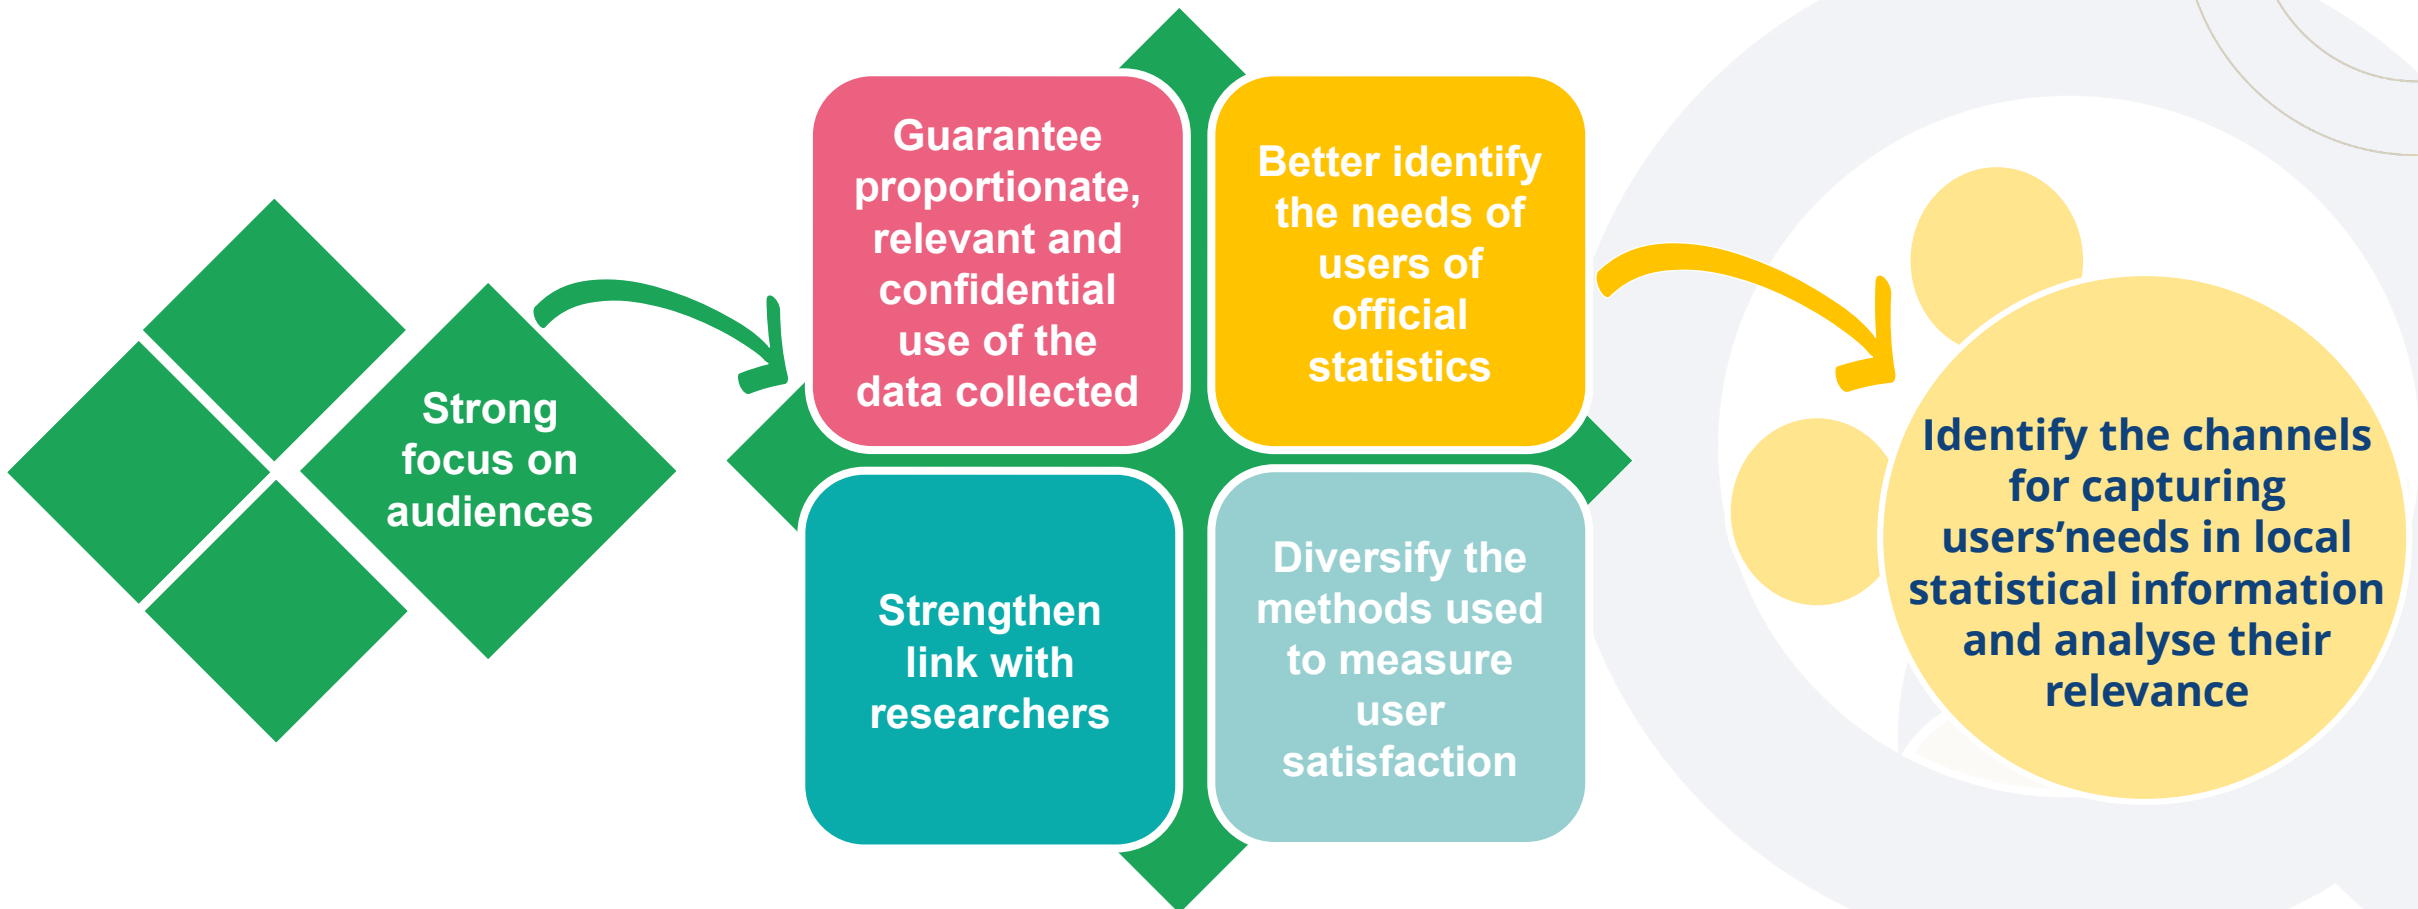 Strong
focus on
audiences
Guarantee
proportionate,
relevant and
confidential
use of the
data collected
Better identify
the needs of
users of
official
statistics
Strengthen
link with
researchers
Diversify the
methods used
to measure
user
satisfaction
Identify the channels
for capturing
users’needs in local
statistical information
and analyse their
relevance